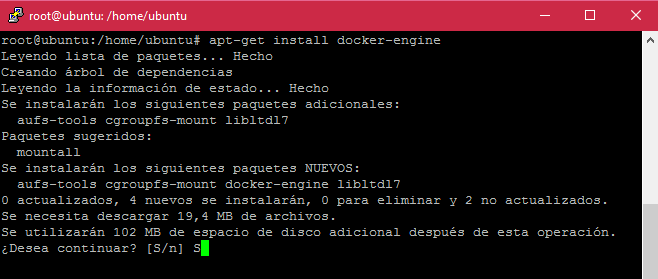 root@ubuntu: /home/ubuntu
root@ubuntu:/home/ubuntu# apt-get install docker-engine
Leyendo lista de paquetes... Hecho
Creando árbol de dependencias
Leyendo la información de estado... Hecho
Se instalarán los siguientes paquetes adicionales:
  aufs-tools cgroupfs-mount libltdl7
Paquetes sugeridos:
  mountall
Se instalarán los siguientes paquetes NUEVOS:
  aufs-tools cgroupfs-mount docker-engine libltdl7
0 actualizados, 4 nuevos se instalarán, 0 para eliminar y 2 no actualizados.
Se necesita descargar 19,4 MB de archivos.
Se utilizarán 102 MB de espacio de disco adicional después de esta operación.
¿Desea continuar? [S/n] S